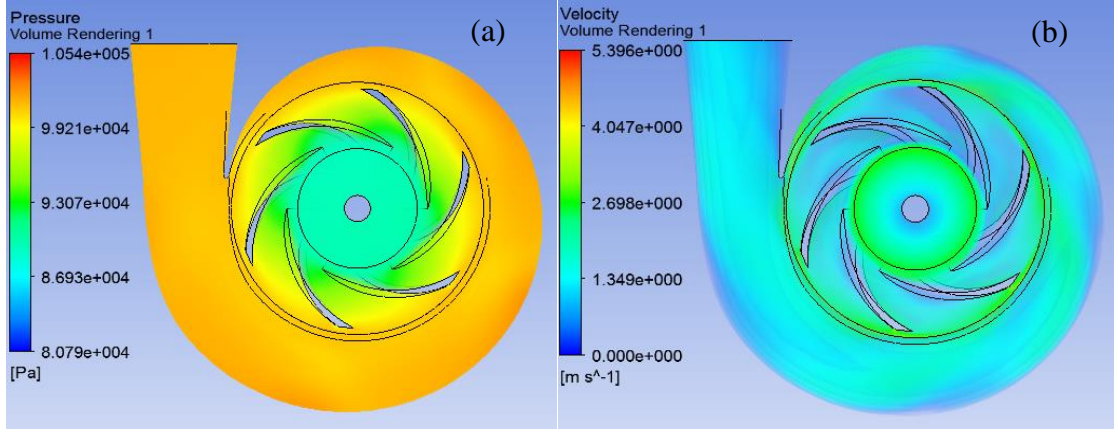 Pressure
Volume Rendering 1
(a)
1.054e+005
9.921e+004
9.307e+004
8.693e+004
8.079e+004
[Pa]
Velocity
Volume Rendering 1
(b)
5.396e+000
4.047e+000
2.698e+000
1.349e+000
0.000e+000
[m s^-1]